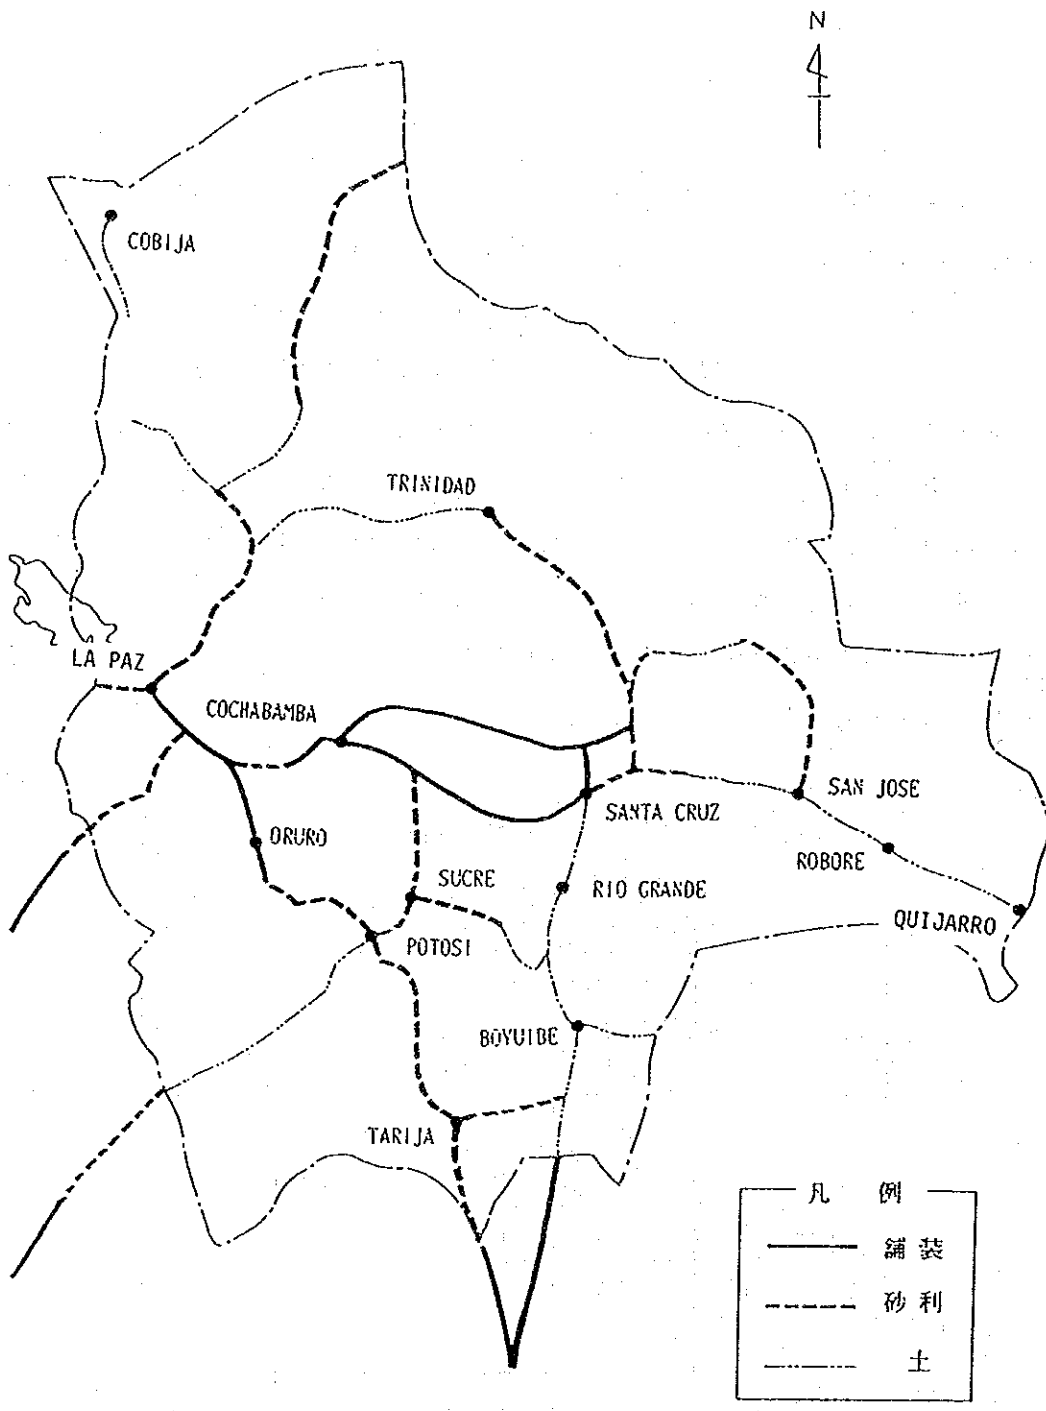 N
COBIJA
TRINIDAD
LA PAZ
COCHABAMBA
SAN JOSE
SANTA CRUZ
ORURO
ROBORE
SUCRE
RIO GRANDE
QUIJARRO
POTOSI
BOYUIBE
TARIJA
凡 例
舗装
砂利
土